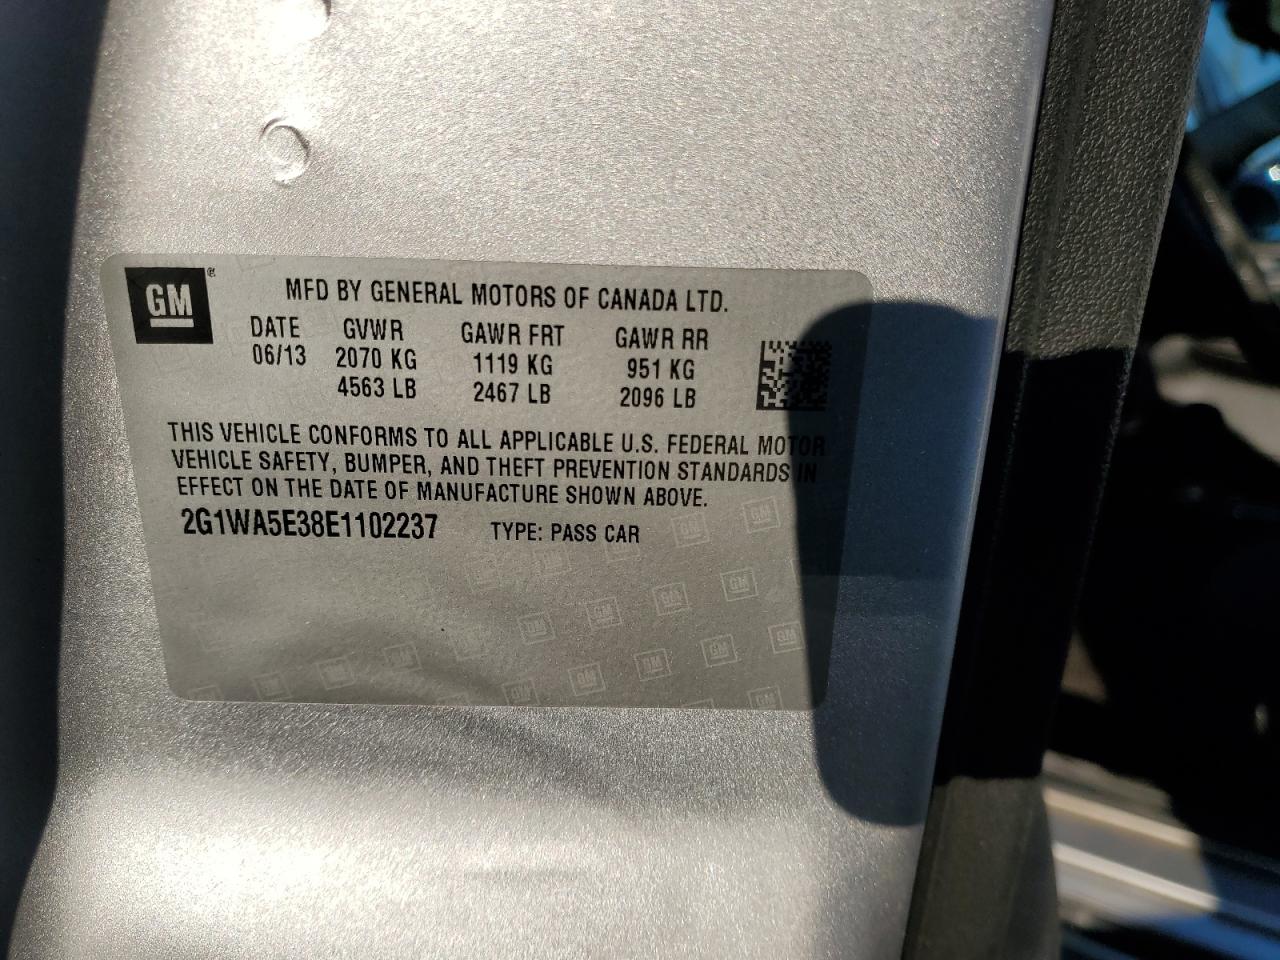 GM®
MFD BY GENERAL MOTORS OF CANADA LTD.
DATE GVWR GAWR FRT GAWR RR
06/13 2070 KG 1119 KG 951 KG
4563 LB 2467 LB 2096 LB
THIS VEHICLE CONFORMS TO ALL APPLICABLE U.S. FEDERAL MOTOR
VEHICLE SAFETY, BUMPER, AND THEFT PREVENTION STANDARDS IN
EFFECT ON THE DATE OF MANUFACTURE SHOWN ABOVE.
2G1WA5E38E1102237 TYPE: PASS CAR